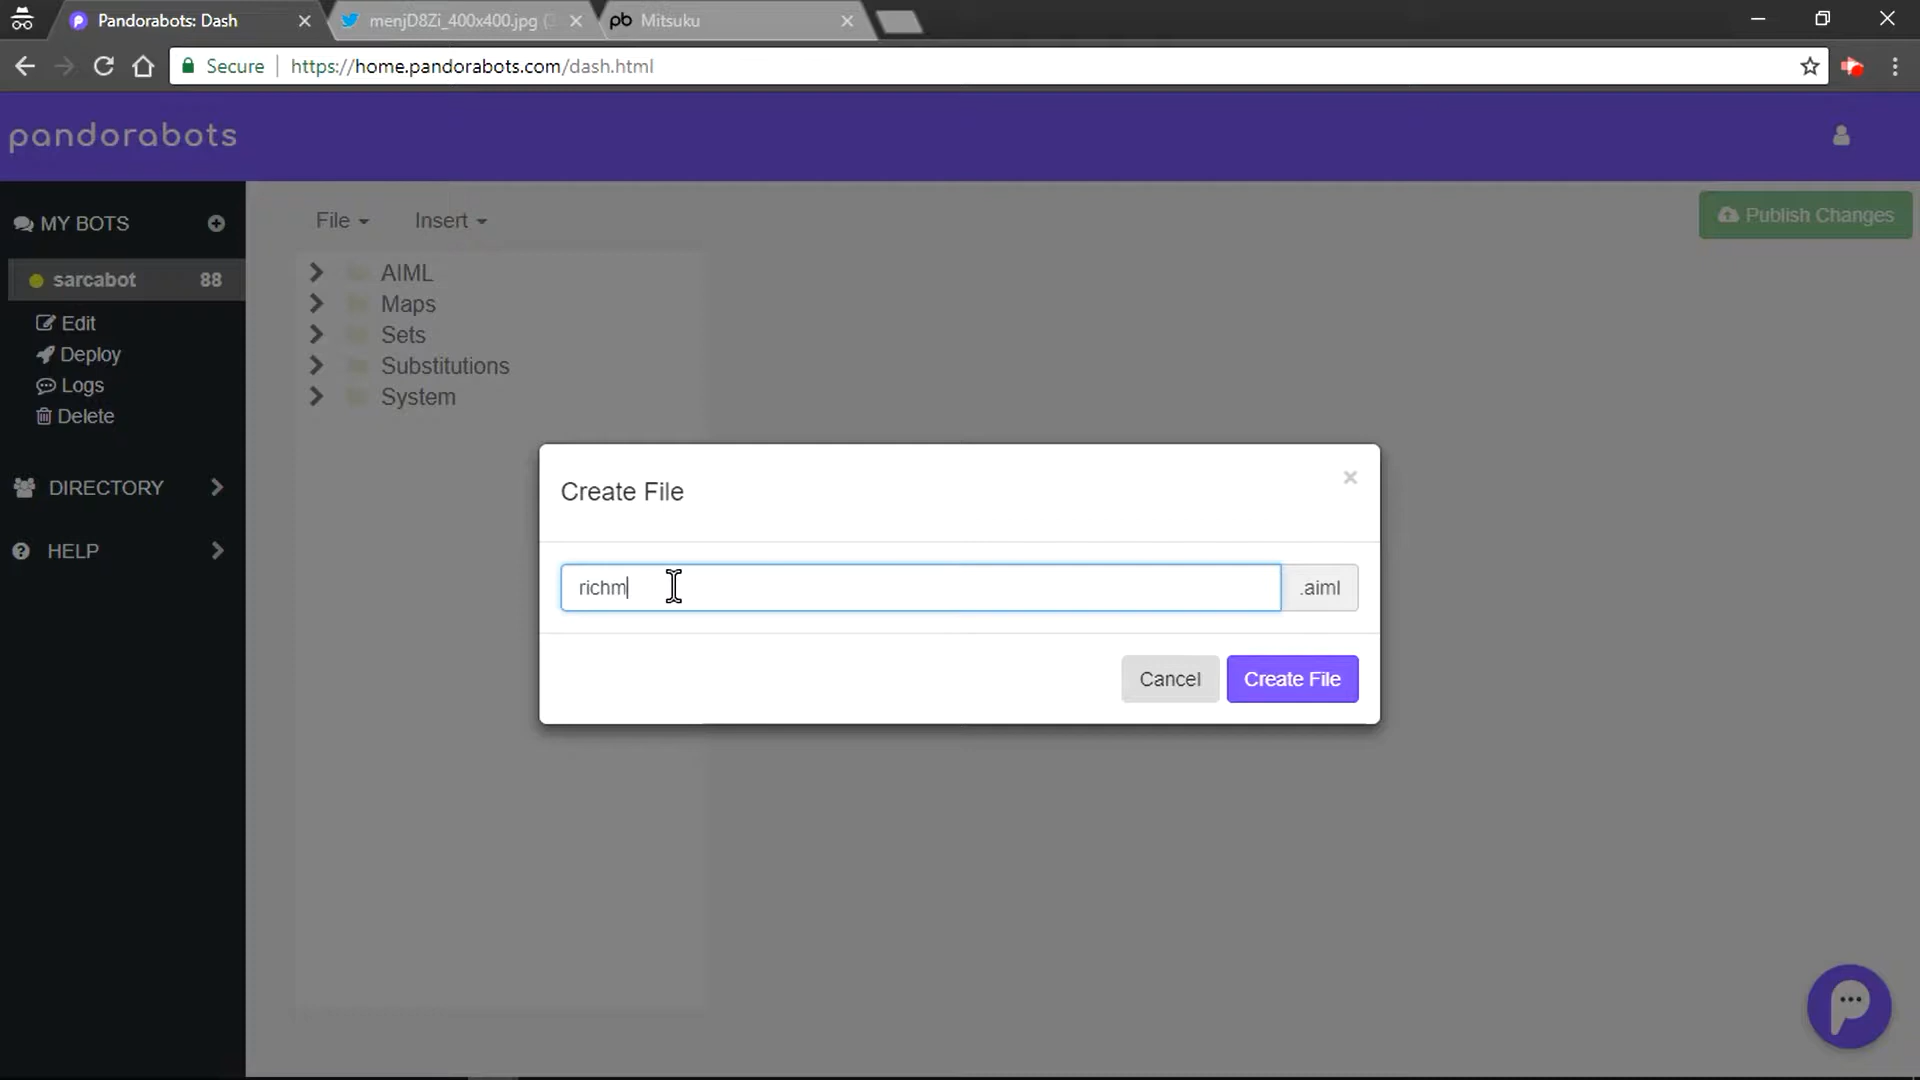 Pandorabots: Dash
menjD8Zi_400x400.jpg (
pb Mitsuku
Secure
https://home.pandorabots.com/dash.html
pandorabots
MY BOTS
sarcabot 88
Edit
Deploy
Logs
Delete
DIRECTORY
HELP
File
Insert
Publish Changes
AIML
Maps
Sets
Substitutions
System
Create File
×
richm
.aiml
Cancel
Create File